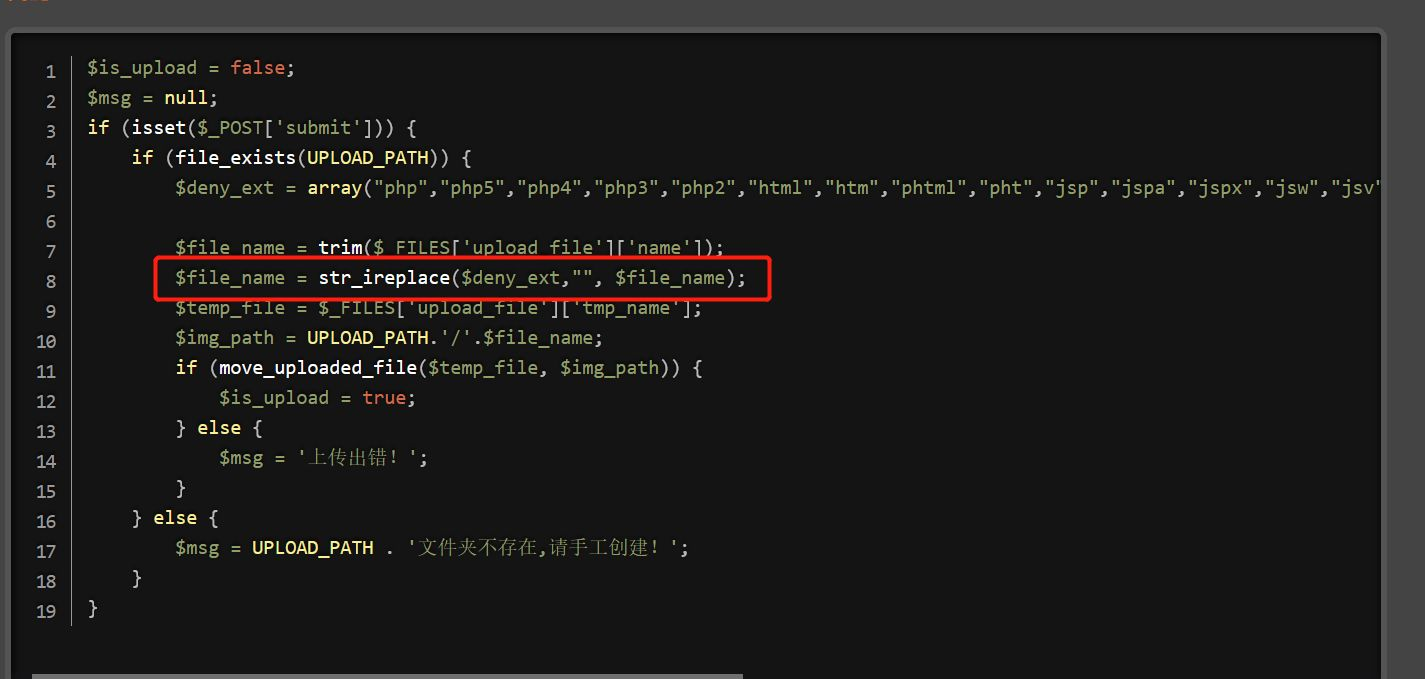 1 $is_upload = false;
2 $msg = null;
3 if (isset($_POST['submit'])) {
4     if (file_exists(UPLOAD_PATH)) {
5         $deny_ext = array("php","php5","php4","php3","php2","html","htm","phtml","pht","jsp","jspa","jspx","jsw","jsv"
6
7         $file_name = trim($_FILES['upload_file']['name']);
8         $file_name = str_ireplace($deny_ext,"", $file_name);
9         $temp_file = $_FILES['upload_file']['tmp_name'];
10         $img_path = UPLOAD_PATH.'/'.$file_name;
11         if (move_uploaded_file($temp_file, $img_path)) {
12             $is_upload = true;
13         } else {
14             $msg = '上传出错！';
15         }
16     } else {
17         $msg = UPLOAD_PATH . '文件夹不存在,请手工创建！';
18     }
19 }